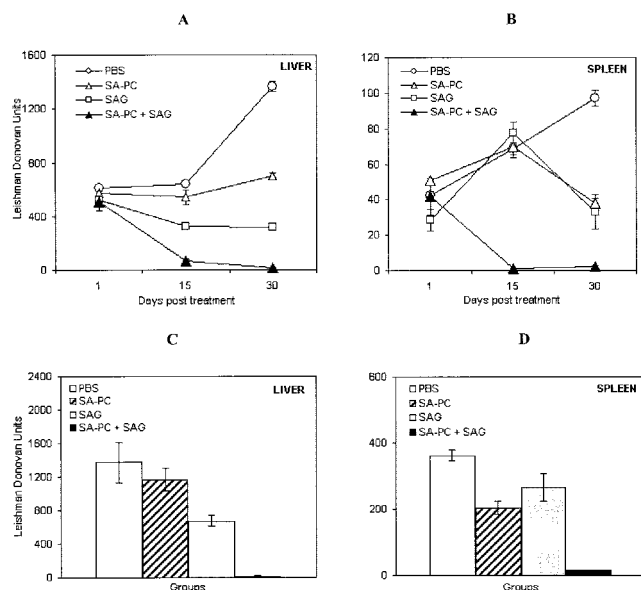 A
LIVER
1600
1200
800
400
0
PBS
SA-PC
SAG
SA-PC + SAG
1 15 30
Days post treatment
Leishman Donovan Units
B
SPLEEN
120
100
80
60
40
20
0
PBS
SA-PC
SAG
SA-PC + SAG
1 15 30
Days post treatment
C
LIVER
2400
2000
1600
1200
800
400
0
PBS
SA-PC
SAG
SA-PC + SAG
Groups
Leishman Donovan Units
D
SPLEEN
600
400
200
0
PBS
SA-PC
SAG
SA-PC + SAG
Groups